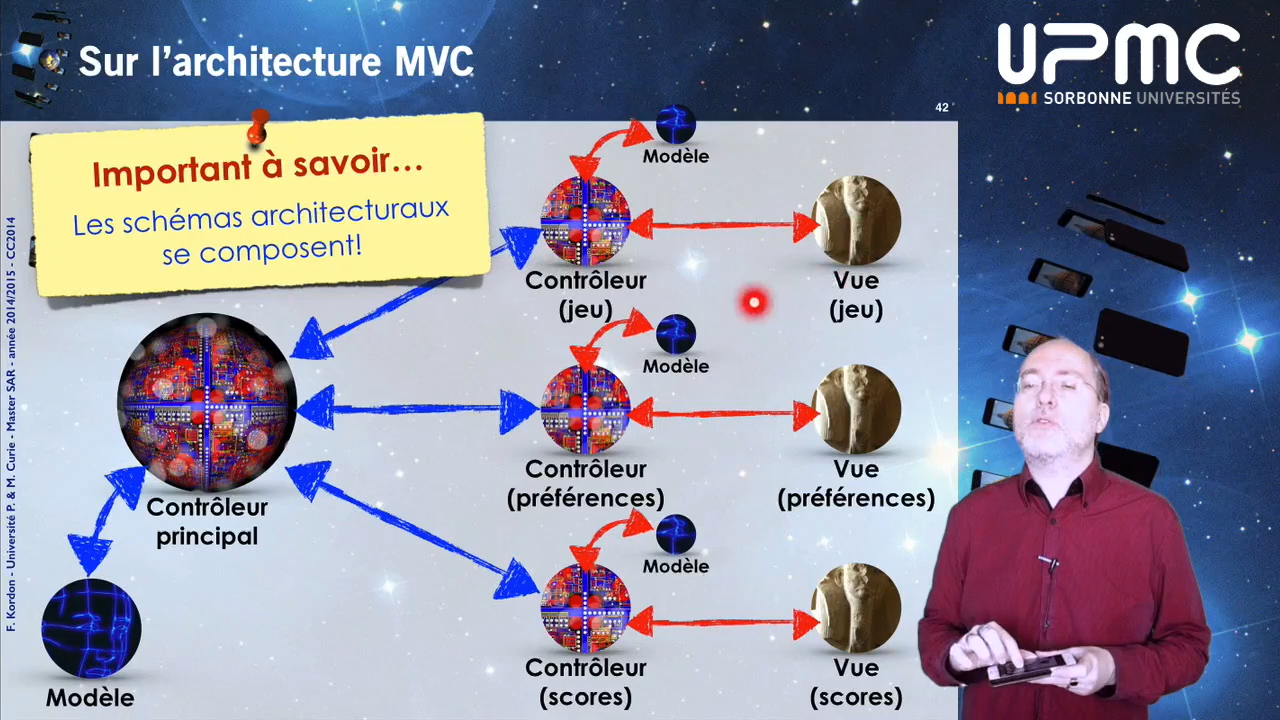 Sur l'architecture MVC
UPMC
SORBONNE UNIVERSITÉS
42
Important à savoir…
Les schémas architecturaux
se composent!
Modèle
Contrôleur
(jeu)
Vue
(jeu)
Modèle
Contrôleur
(préférences)
Vue
(préférences)
Contrôleur
principal
Modèle
Contrôleur
(scores)
Vue
(scores)
Modèle
F. Kordon - Université P. & M. Curie - Master SAR - année 2014/2015 - CC2014